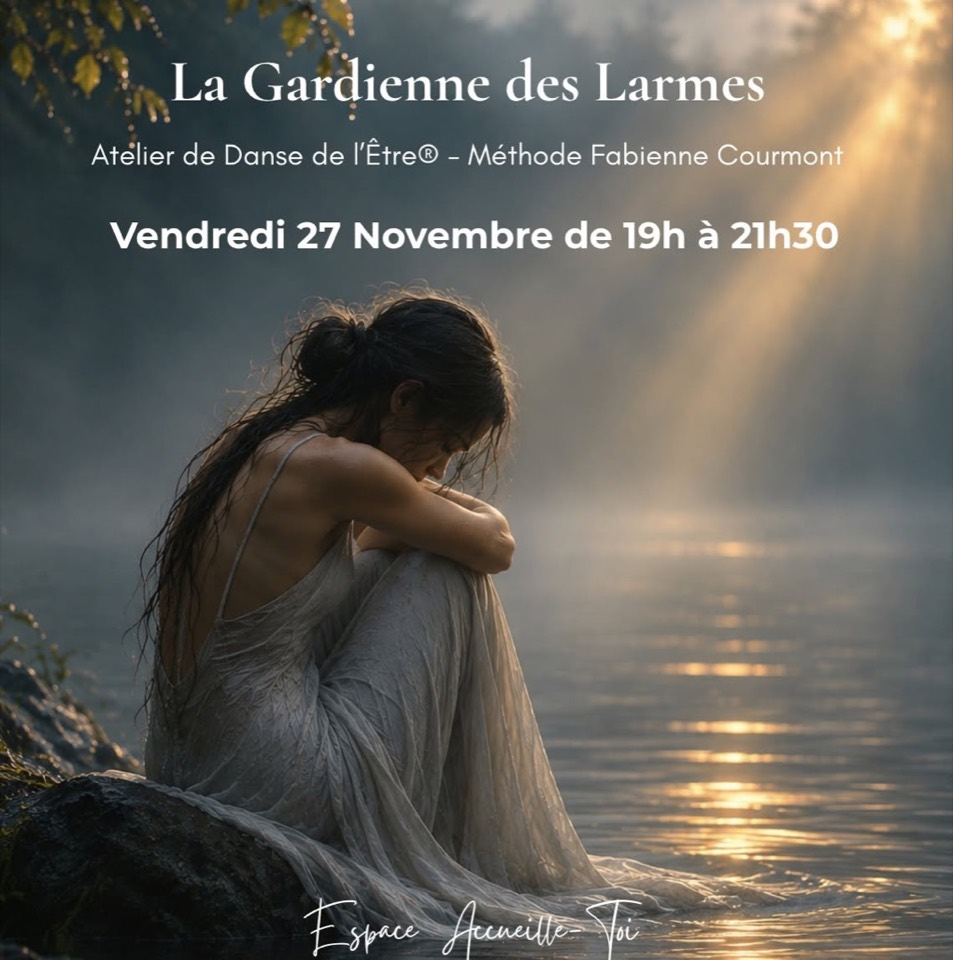 La Gardienne des Larmes
Atelier de Danse de l'Être® - Méthode Fabienne Courmont
Vendredi 27 Novembre de 19h à 21h30
Espace Accueille-Toi